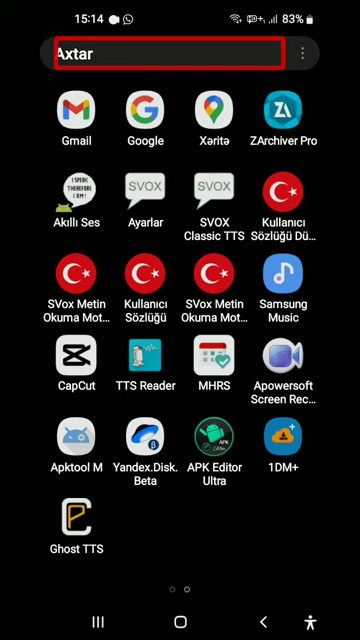 15:14
83%
Axtar
Gmail
Google
Xəritə
ZArchiver Pro
I SPEAK
THEREFORE
I AM!
SVOX
SVOX
Akıllı Ses
Ayarlar
SVOX
Classic TTS
Kullanıcı
Sözlüğü Dü...
SVox Metin
Okuma Mot...
Kullanıcı
Sözlüğü
SVox Metin
Okuma Mot...
Samsung
Music
CapCut
TTS Reader
MHRS
Apowersoft
Screen Rec...
Apktool M
Yandex.Disk.
Beta
APK Editor
Ultra
1DM+
Ghost TTS